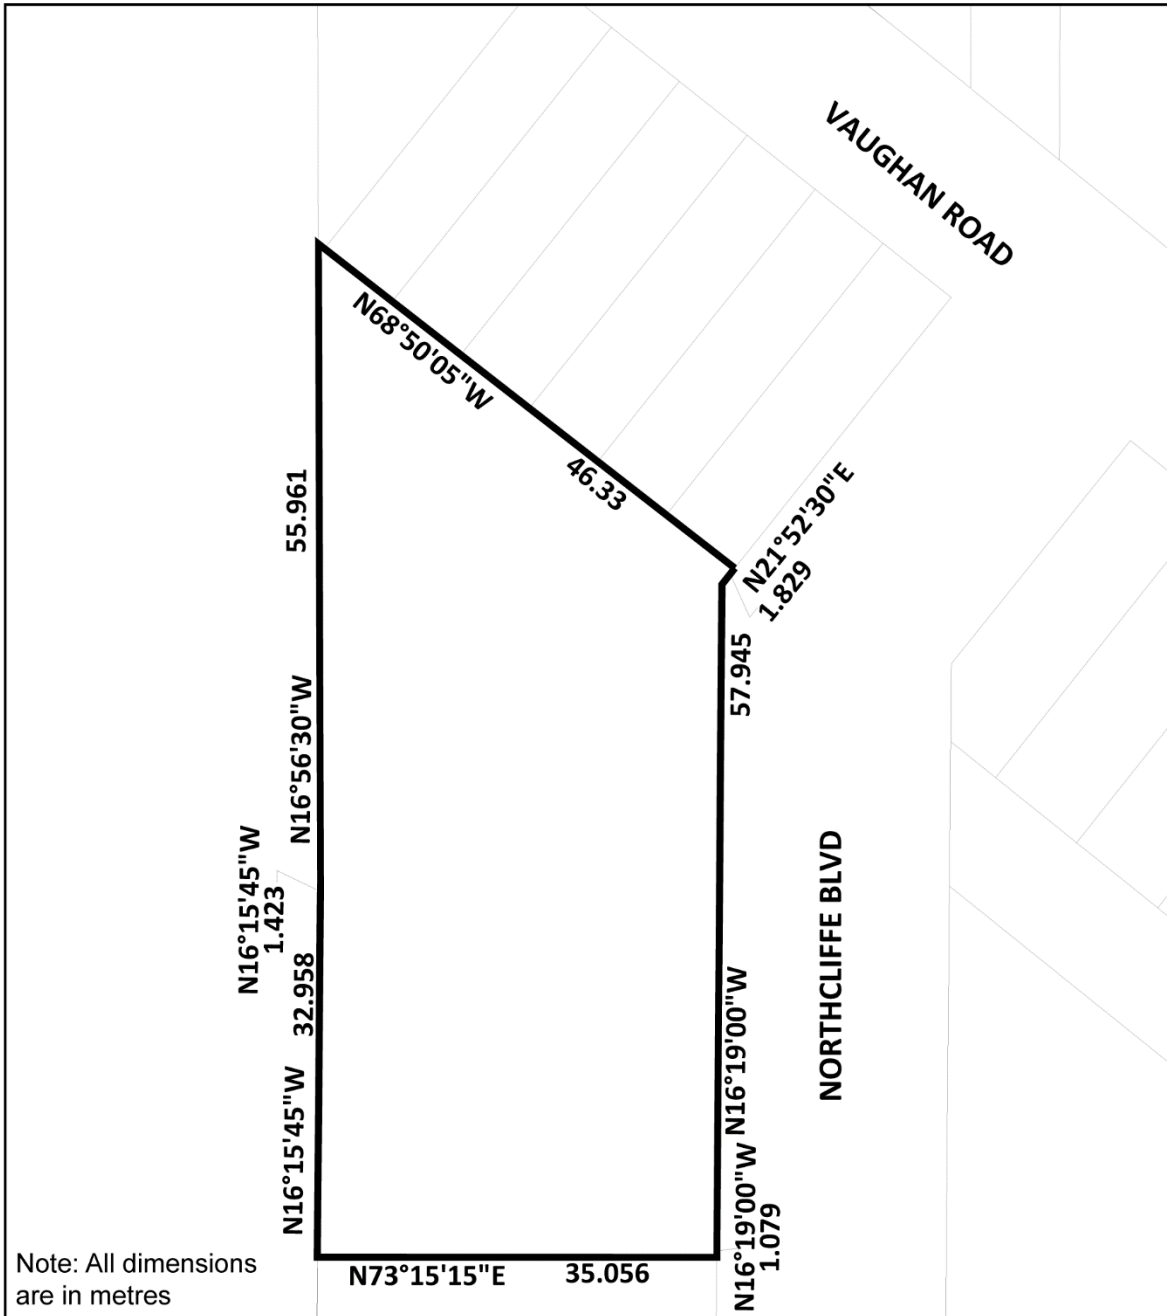 VAUGHAN ROAD
N68°50'05"W
46.33
N21°52'30"E
1.829
55.961
57.945
N16°56'30"W
N16°15'45"W
1.423
32.958
NORTHCLIFFE BLVD
N16°19'00"W
N16°15'45"W
N16°19'00"W
1.079
N73°15'15"E
35.056
Note: All dimensions
are in metres